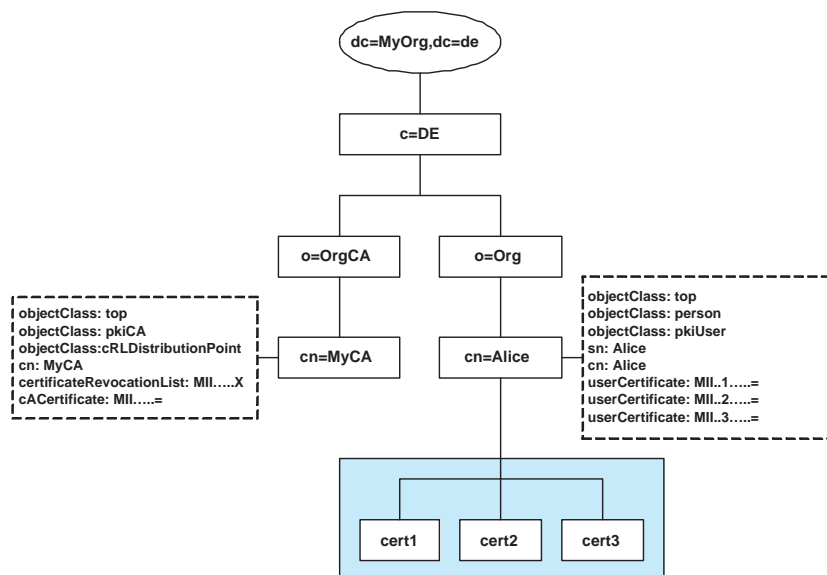 dc=MyOrg,dc=de
c=DE
o=OrgCA
o=Org
objectClass: top
objectClass: pkiCA
objectClass:cRLDistributionPoint
cn: MyCA
certificateRevocationList: MII.....X
cACertificate: MII.....=
cn=MyCA
cn=Alice
objectClass: top
objectClass: person
objectClass: pkiUser
sn: Alice
cn: Alice
userCertificate: MII..1.....=
userCertificate: MII..2.....=
userCertificate: MII..3.....=
cert1
cert2
cert3